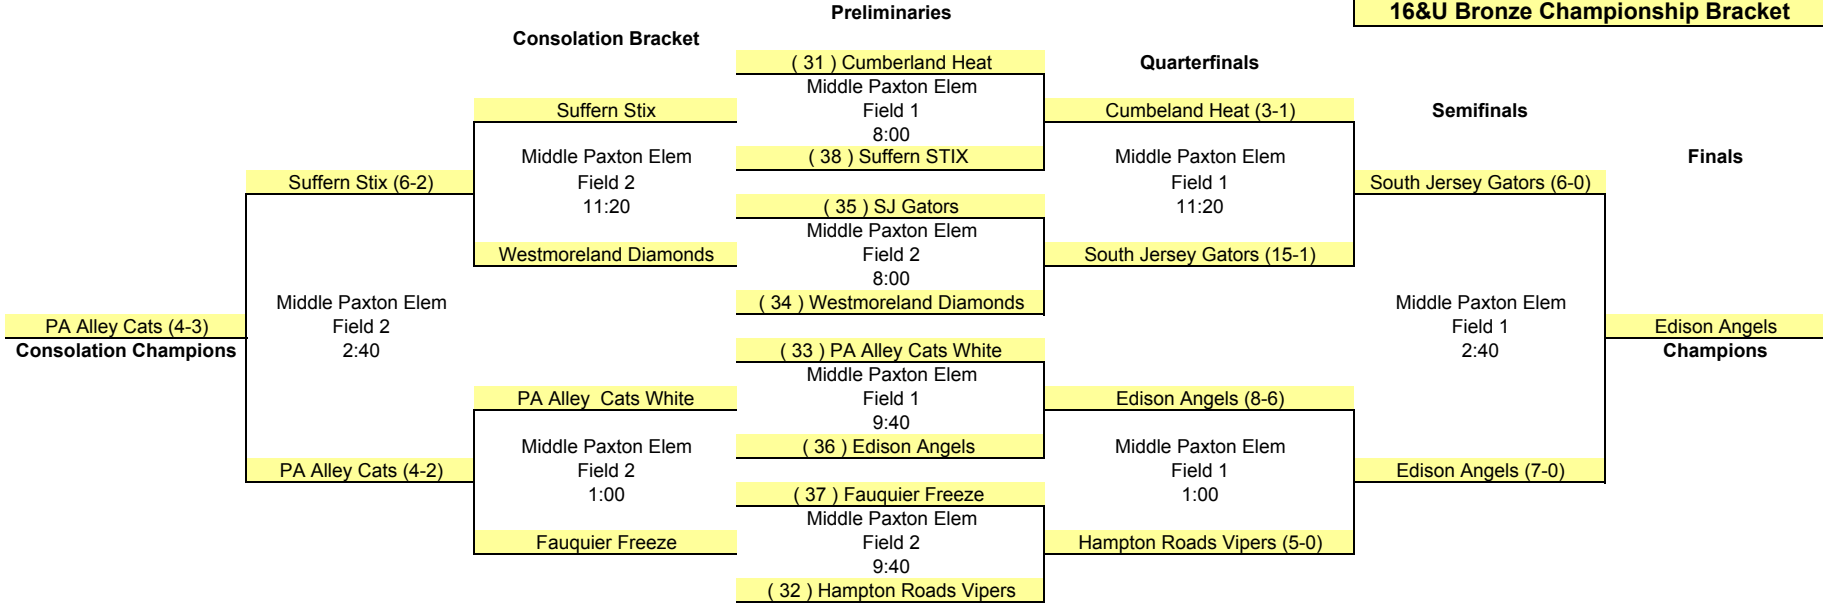 Preliminaries
16&U Bronze Championship Bracket
Consolation Bracket
( 31 ) Cumberland Heat
Quarterfinals
Middle Paxton Elem
Suffern Stix
Field 1
Cumbeland Heat (3-1)
Semifinals
8:00
Middle Paxton Elem
( 38 ) Suffern STIX
Middle Paxton Elem
Finals
Suffern Stix (6-2)
Field 2
Field 1
South Jersey Gators (6-0)
11:20
( 35 ) SJ Gators
11:20
Middle Paxton Elem
Westmoreland Diamonds
Field 2
South Jersey Gators (15-1)
8:00
Middle Paxton Elem
( 34 ) Westmoreland Diamonds
Middle Paxton Elem
PA Alley Cats (4-3)
Field 2
Field 1
Edison Angels
Consolation Champions
2:40
( 33 ) PA Alley Cats White
2:40
Champions
Middle Paxton Elem
PA Alley  Cats White
Field 1
Edison Angels (8-6)
9:40
Middle Paxton Elem
( 36 ) Edison Angels
Middle Paxton Elem
PA Alley Cats (4-2)
Field 2
Field 1
Edison Angels (7-0)
1:00
( 37 ) Fauquier Freeze
1:00
Middle Paxton Elem
Fauquier Freeze
Field 2
Hampton Roads Vipers (5-0)
9:40
( 32 ) Hampton Roads Vipers